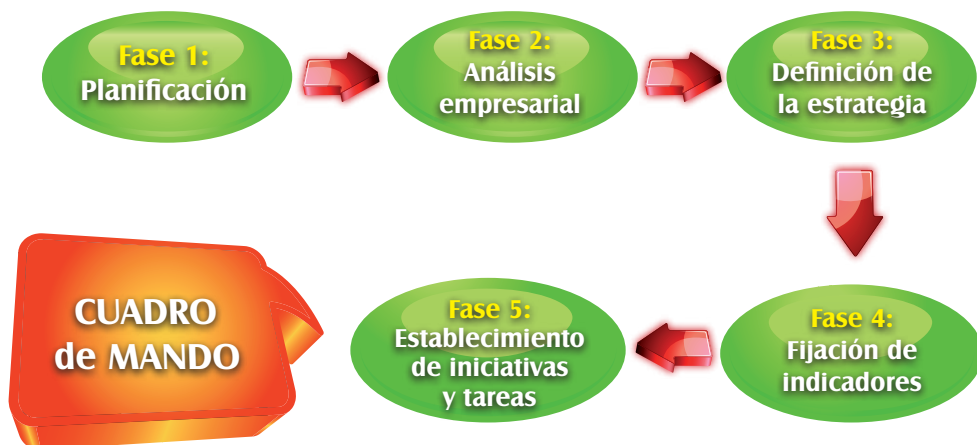 Fase 1:
Planificación
Fase 2:
Análisis
empresarial
Fase 3:
Definición de
la estrategia
Fase 4:
Fijación de
indicadores
Fase 5:
Establecimiento
de iniciativas
y tareas
CUADRO
de MANDO